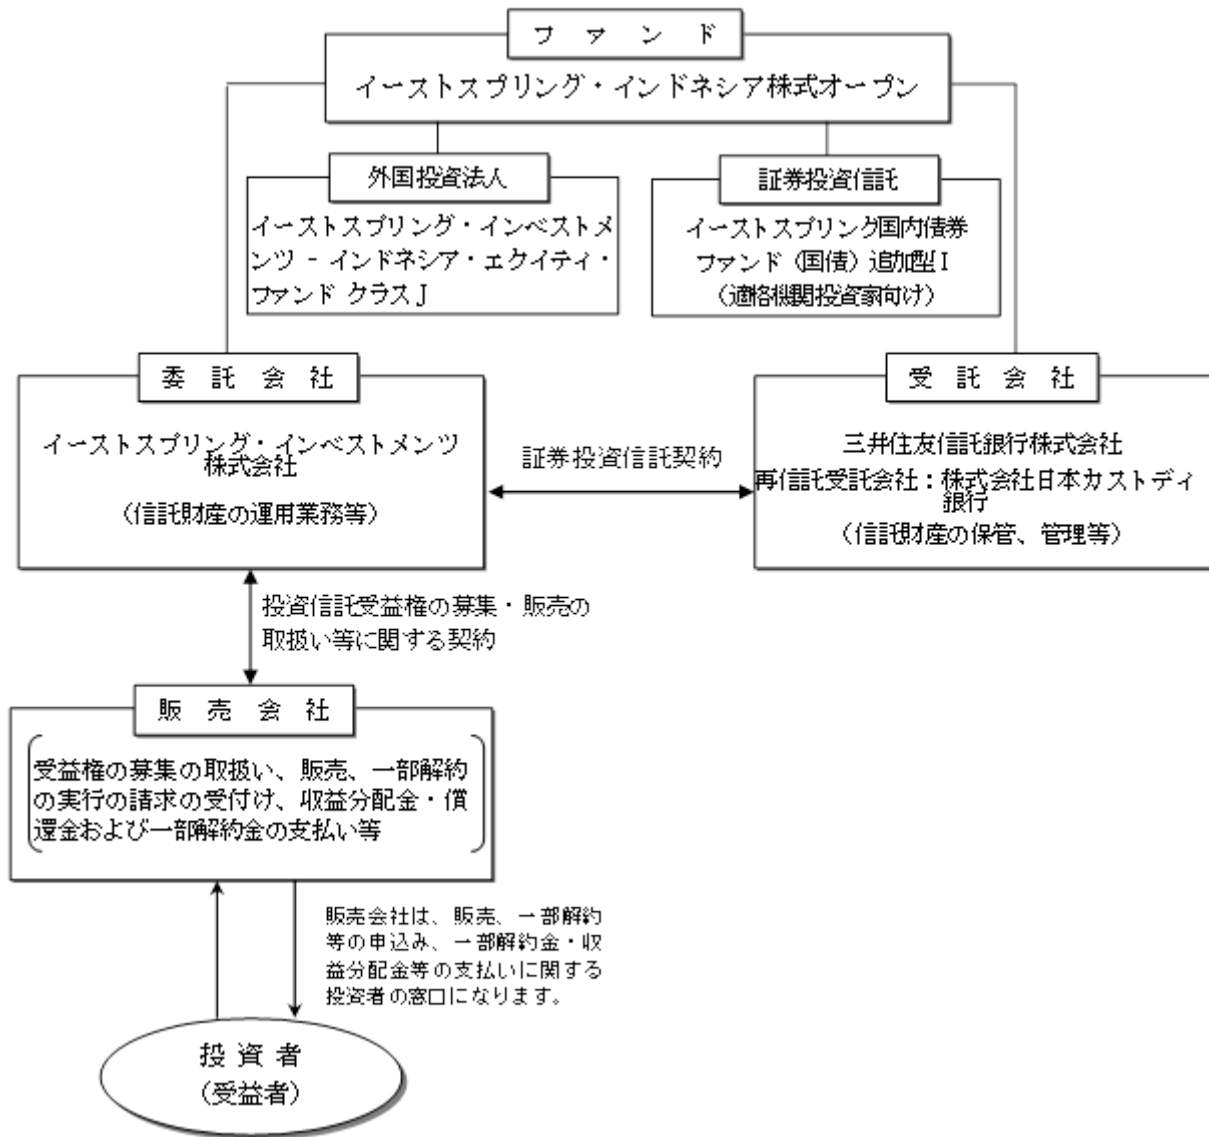 ファンド
イーストスプリング・インドネシア株式オープン
外国投資法人
イーストスプリング・インベストメ
ンツ - インドネシア・エクイティ・
ファンド クラスJ
証券投資信託
イーストスプリング国内債券
ファンド(国債)追加型I
(適格機関投資家向け)
委託会社
イーストスプリング・インベストメンツ
株式会社
(信託財産の運用業務等)
証券投資信託契約
受託会社
三井住友信託銀行株式会社
再信託受託会社:株式会社日本カストディ
銀行
(信託財産の保管、管理等)
投資信託受益権の募集・販売の
取扱い等に関する契約
販売会社
受益権の募集の取扱い、販売、一部解約
の実行の請求の受付け、収益分配金・償
還金および一部解約金の支払い等
販売会社は、販売、一部解約
等の申込み、一部解約金・収
益分配金等の支払いに関する
投資者の窓口になります。
投資者
(受益者)